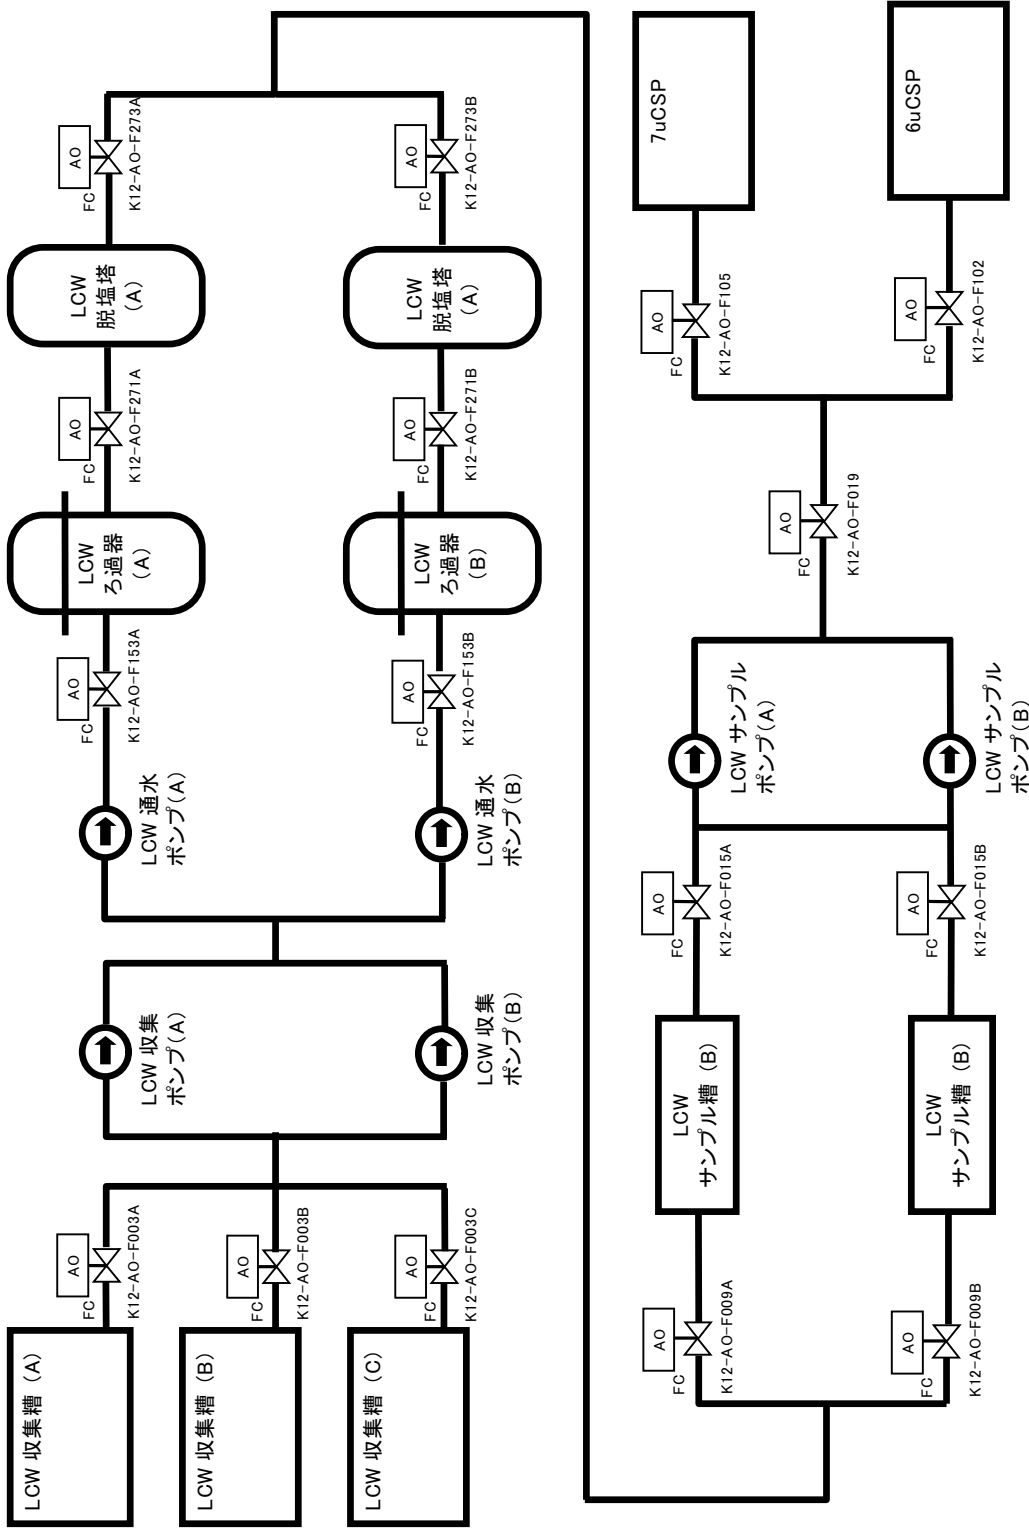 AO
FC
K12-AO-F003A
LCW 収集糟 (A)
LCW 収集
ポンプ(A)
LCW 通水
ポンプ(A)
AO
FC
K12-AO-F153A
LCW
ろ過器
(A)
AO
FC
K12-AO-F271A
LCW
脱塩塔
(A)
AO
FC
K12-AO-F273A
LCW 収集糟 (B)
AO
FC
K12-AO-F003B
LCW 収集糟 (C)
AO
FC
K12-AO-F003C
LCW 収集
ポンプ(B)
LCW 通水
ポンプ(B)
AO
FC
K12-AO-F153B
LCW
ろ過器
(B)
AO
FC
K12-AO-F271B
LCW
脱塩塔
(A)
AO
FC
K12-AO-F273B
AO
FC
K12-AO-F009A
LCW
サンプル糟 (B)
AO
FC
K12-AO-F015A
LCW サンプル
ポンプ(A)
AO
FC
K12-AO-F019
AO
FC
K12-AO-F105
7uCSP
AO
FC
K12-AO-F009B
LCW
サンプル糟 (B)
AO
FC
K12-AO-F015B
LCW サンプル
ポンプ(B)
AO
FC
K12-AO-F102
6uCSP